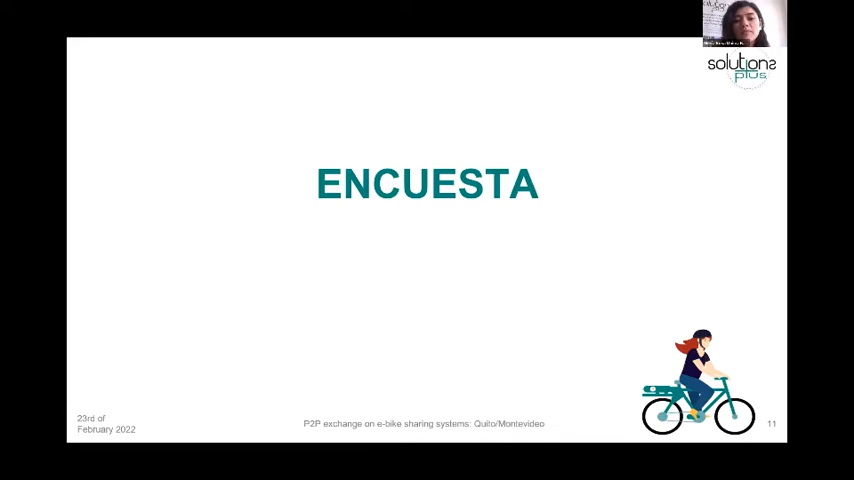 solutions
plus
ENCUESTA
23rd of
February 2022
P2P exchange on e-bike sharing systems: Quito/Montevideo
11